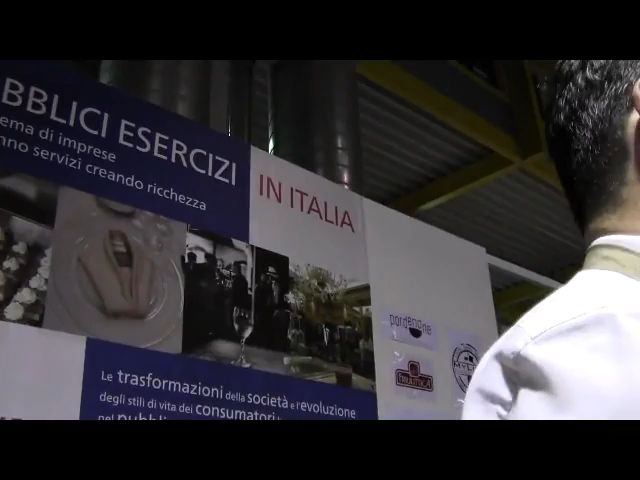 BBLICI ESERCIZI
ema di imprese
nno servizi creando ricchezza
IN ITALIA
Le trasformazioni della società e l'evoluzione
degli stili di vita dei consumatori
nel
pordenone